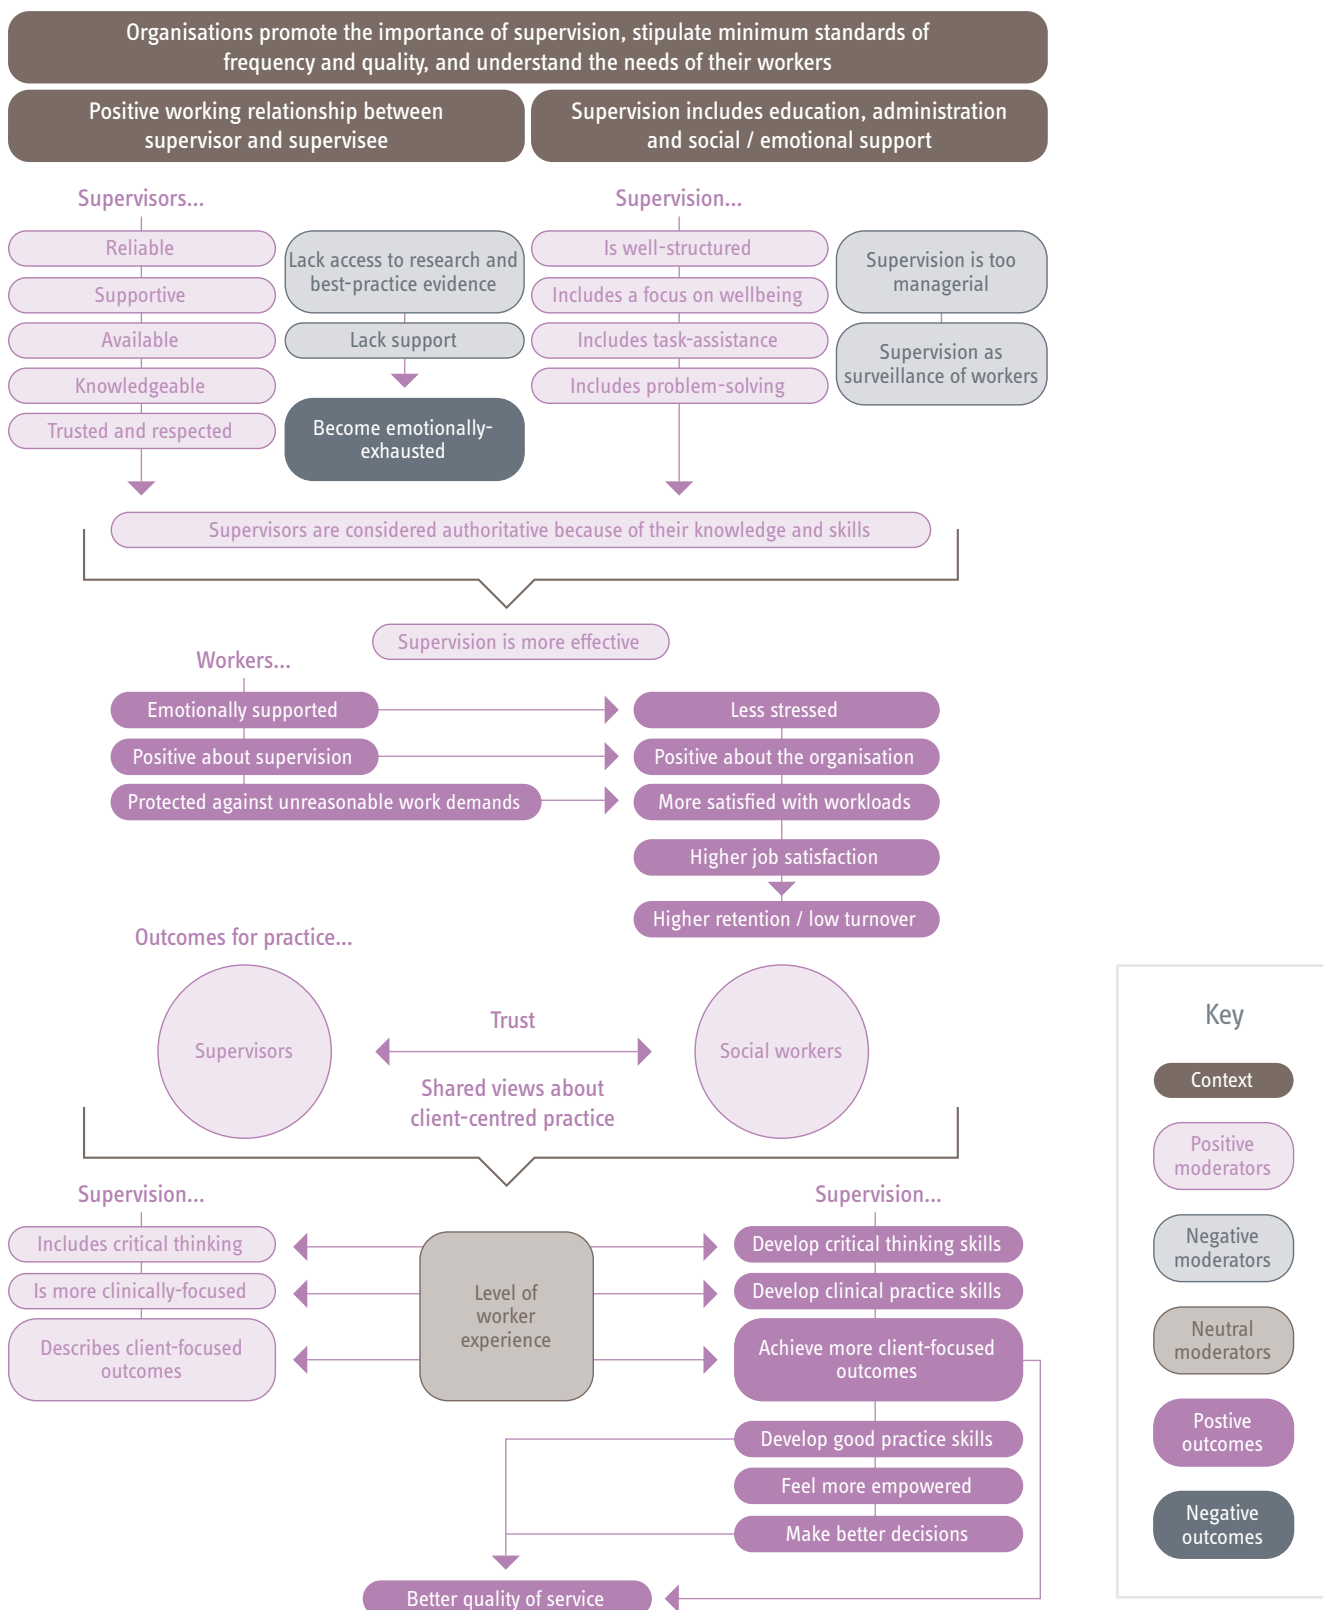 Organisations promote the importance of supervision, stipulate minimum standards of
frequency and quality, and understand the needs of their workers
Positive working relationship between
supervisor and supervisee
Supervision includes education, administration
and social / emotional support
Supervisors...
Reliable
Supportive
Available
Knowledgeable
Trusted and respected
Lack access to research and
best-practice evidence
Lack support
Become emotionally-
exhausted
Supervision...
Is well-structured
Includes a focus on wellbeing
Includes task-assistance
Includes problem-solving
Supervision is too
managerial
Supervision as
surveillance of workers
Supervisors are considered authoritative because of their knowledge and skills
Supervision is more effective
Workers...
Emotionally supported
Positive about supervision
Protected against unreasonable work demands
Less stressed
Positive about the organisation
More satisfied with workloads
Higher job satisfaction
Higher retention / low turnover
Outcomes for practice...
Supervisors
Trust
Shared views about
client-centred practice
Social workers
Supervision...
Includes critical thinking
Is more clinically-focused
Describes client-focused
outcomes
Level of
worker
experience
Supervision...
Develop critical thinking skills
Develop clinical practice skills
Achieve more client-focused
outcomes
Develop good practice skills
Feel more empowered
Make better decisions
Better quality of service
Key
Context
Positive
moderators
Negative
moderators
Neutral
moderators
Postive
outcomes
Negative
outcomes